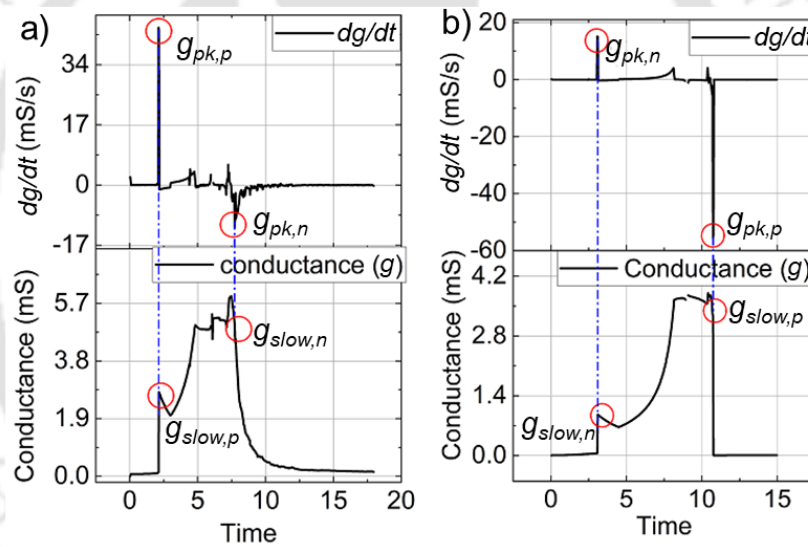 a)
dg/dt
g_pk,p
dg/dt (mS/s)
34
17
0
-17
g_pk,n
conductance (g)
Conductance (mS)
5.7
3.8
1.9
0.0
g_slow,n
g_slow,p
0 5 10 15 20
Time
b)
dg/dt
g_pk,n
dg/dt (mS/s)
20
0
-20
-40
-60
g_pk,p
Conductance (g)
Conductance (mS)
4.2
2.8
1.4
0.0
g_slow,p
g_slow,n
0 5 10 15
Time